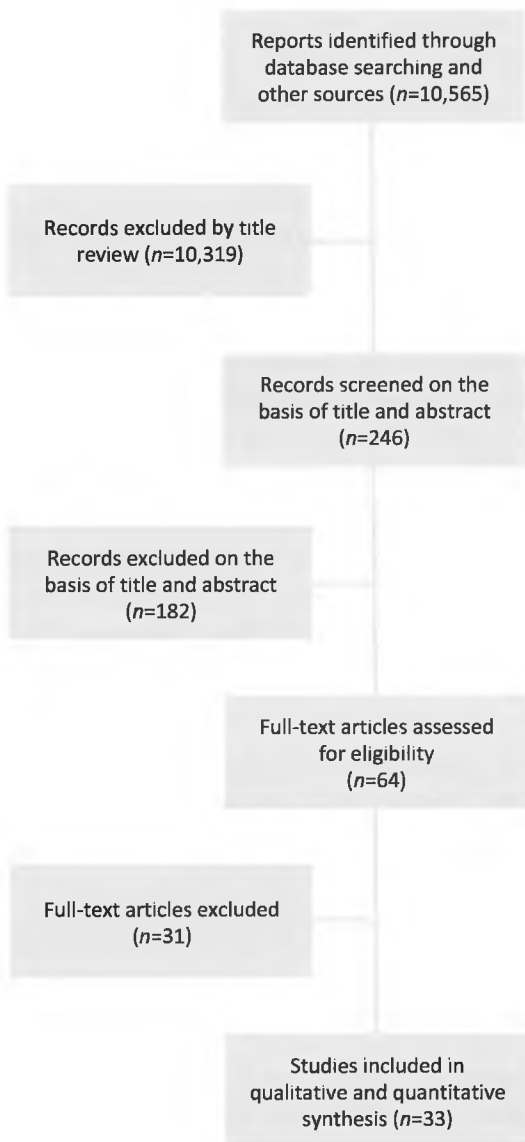 Reports identified through
database searching and
other sources (n=10,565)
Records excluded by title
review (n=10,319)
Records screened on the
basis of title and abstract
(n=246)
Records excluded on the
basis of title and abstract
(n=182)
Full-text articles assessed
for eligibility
(n=64)
Full-text articles excluded
(n=31)
Studies included in
qualitative and quantitative
synthesis (n=33)